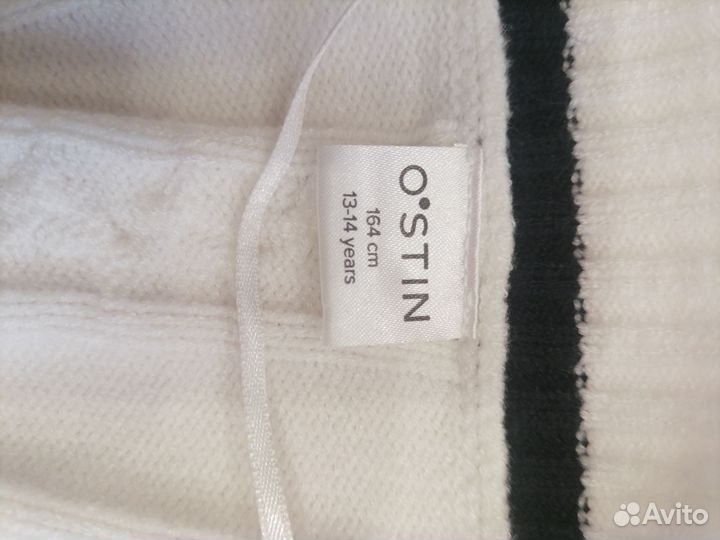 O•STIN
164 cm
13-14 years
Avito